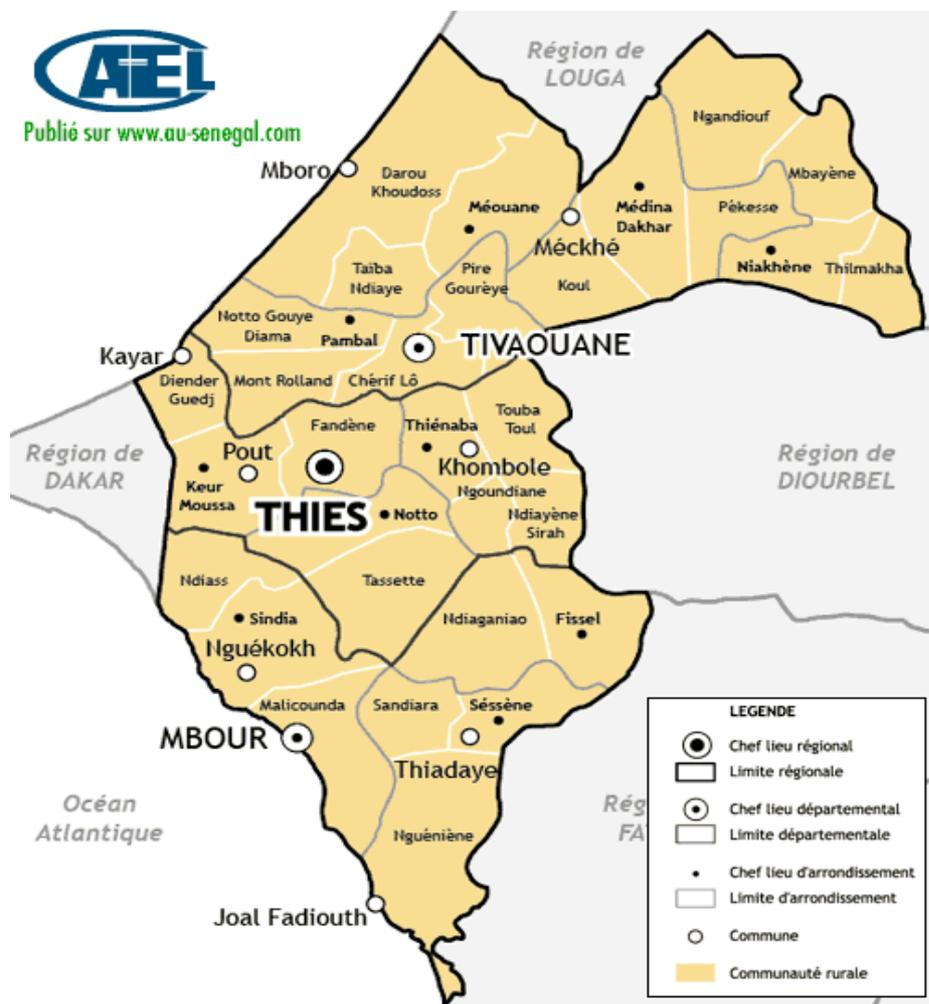 Région de
LOUGA
ATEL
Publié sur www.au-senegal.com
Ngandiouf
Mboro
Darou
Khoudoss
Mbayène
Méouane
Médina
Dakhar
Pékesse
Méckhé
Taïba
Ndiaye
Pire
Gourèye
Koul
Niakhène
Thilmakha
Notto Gouye
Diama
Pambal
TIVAOUANE
Kayar
Diender
Guedj
Mont Rolland
Chérif Lô
Touba
Toul
Fandène
Thiénaba
Région de
DAKAR
Pout
Khombole
Région de
DIOURBEL
Keur
Moussa
Ngoundiane
THIES
Notto
Ndiayène
Sirah
Ndiass
Tassette
Sindia
Ndiaganiao
Fissel
Nguékokh
Malicounda
Sandiara
Séssène
MBOUR
Thiadaye
Océan
Atlantique
Nguéniène
Joal Fadiouth
LEGENDE
Chef lieu régional
Limite régionale
Chef lieu départemental
Limite départementale
Chef lieu d'arrondissement
Limite d'arrondissement
Commune
Communauté rurale